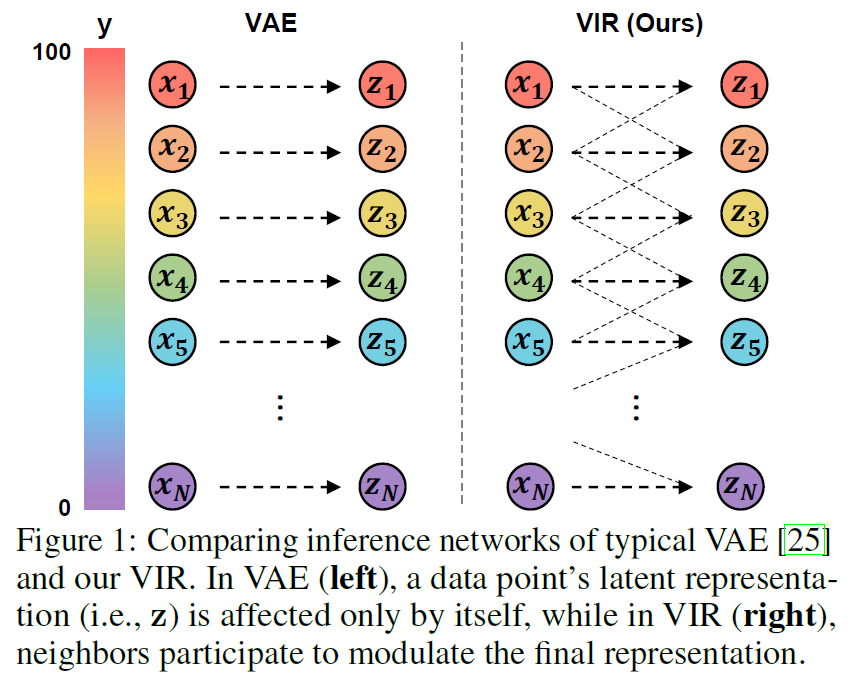 y
VAE
VIR (Ours)
100
x1 z1 x1 z1
x2 z2 x2 z2
x3 z3 x3 z3
x4 z4 x4 z4
x5 z5 x5 z5
⋮ ⋮
xN zN xN zN
0
Figure 1: Comparing inference networks of typical VAE [25]
and our VIR. In VAE (left), a data point's latent representa-
tion (i.e., z) is affected only by itself, while in VIR (right),
neighbors participate to modulate the final representation.